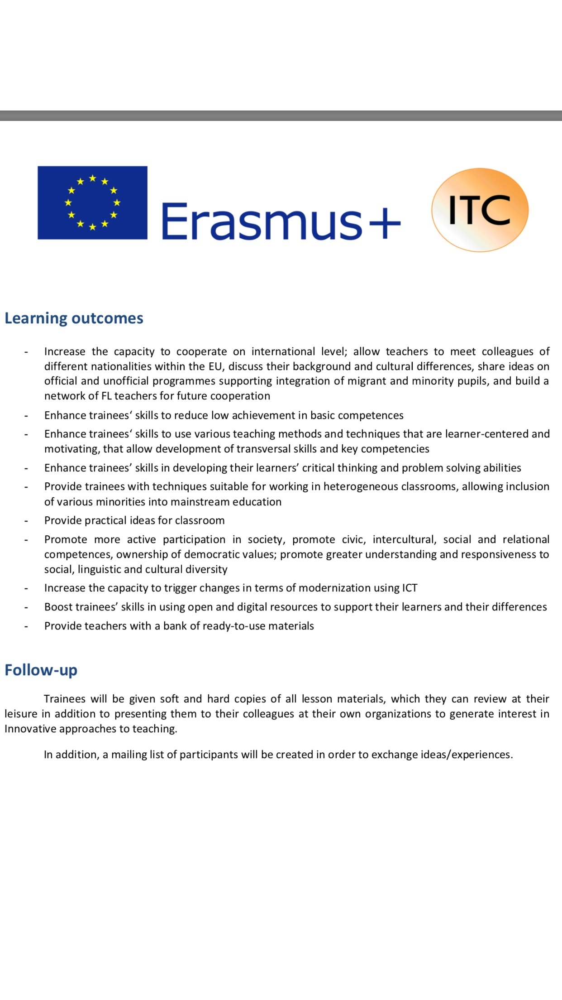 Erasmus+
ITC
Learning outcomes
- Increase the capacity to cooperate on international level; allow teachers to meet colleagues of
different nationalities within the EU, discuss their background and cultural differences, share ideas on
official and unofficial programmes supporting integration of migrant and minority pupils, and build a
network of FL teachers for future cooperation
- Enhance trainees‘ skills to reduce low achievement in basic competences
- Enhance trainees‘ skills to use various teaching methods and techniques that are learner-centered and
motivating, that allow development of transversal skills and key competencies
- Enhance trainees’ skills in developing their learners’ critical thinking and problem solving abilities
- Provide trainees with techniques suitable for working in heterogeneous classrooms, allowing inclusion
of various minorities into mainstream education
- Provide practical ideas for classroom
- Promote more active participation in society, promote civic, intercultural, social and relational
competences, ownership of democratic values; promote greater understanding and responsiveness to
social, linguistic and cultural diversity
- Increase the capacity to trigger changes in terms of modernization using ICT
- Boost trainees’ skills in using open and digital resources to support their learners and their differences
- Provide teachers with a bank of ready-to-use materials
Follow-up
Trainees will be given soft and hard copies of all lesson materials, which they can review at their
leisure in addition to presenting them to their colleagues at their own organizations to generate interest in
Innovative approaches to teaching.
In addition, a mailing list of participants will be created in order to exchange ideas/experiences.